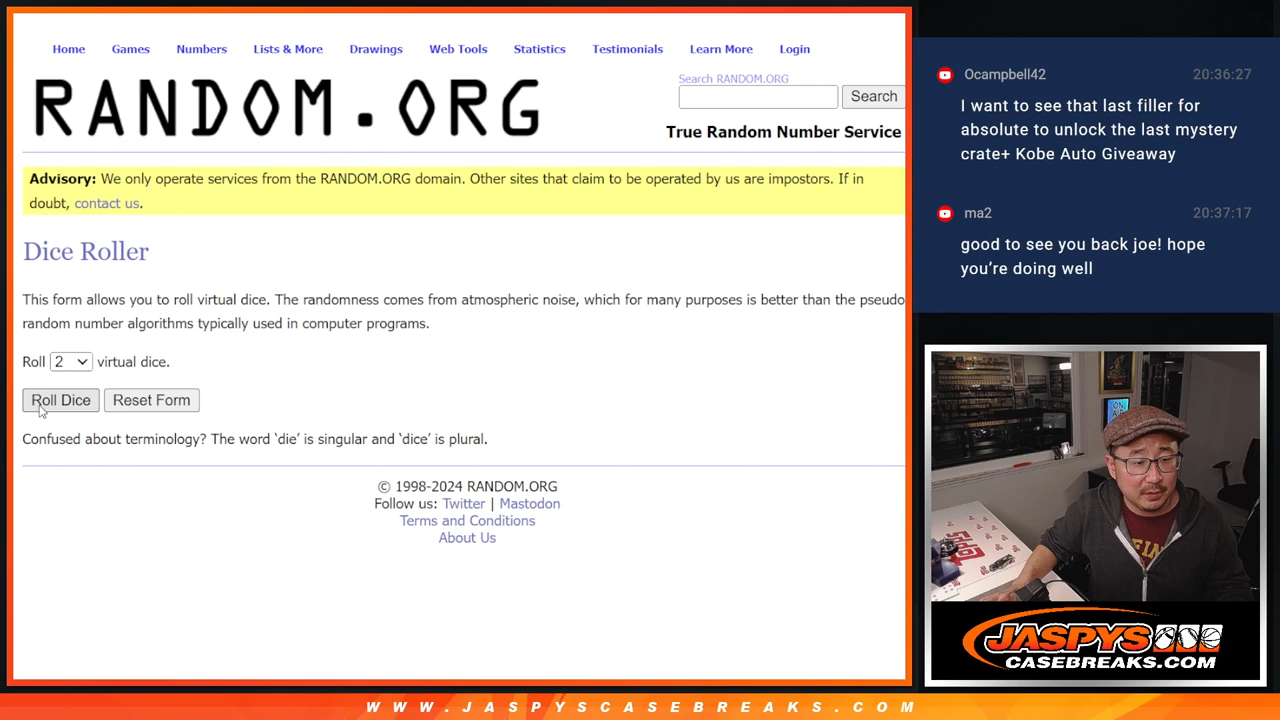 Home Games Numbers Lists & More Drawings Web Tools Statistics Testimonials Learn More Login
RANDOM.ORG
Search RANDOM.ORG
Search
True Random Number Service
Advisory: We only operate services from the RANDOM.ORG domain. Other sites that claim to be operated by us are impostors. If in
doubt, contact us.
Dice Roller
This form allows you to roll virtual dice. The randomness comes from atmospheric noise, which for many purposes is better than the pseudo
random number algorithms typically used in computer programs.
Roll 2 virtual dice.
Roll Dice Reset Form
Confused about terminology? The word ‘die’ is singular and ‘dice’ is plural.
© 1998-2024 RANDOM.ORG
Follow us: Twitter | Mastodon
Terms and Conditions
About Us
Ocampbell42 20:36:27
I want to see that last filler for
absolute to unlock the last mystery
crate+ Kobe Auto Giveaway
ma2 20:37:17
good to see you back joe! hope
you’re doing well
JASPYS
CASEBREAKS.COM
WWW.JASPYSCASEBREAKS.COM